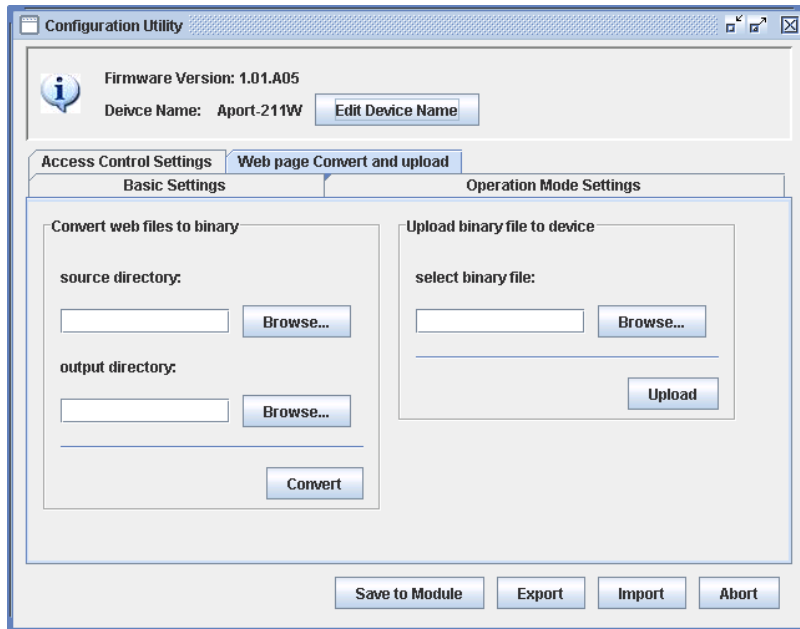 Configuration Utility
Firmware Version: 1.01.A05
Deivce Name: Aport-211W Edit Device Name
Access Control Settings Web page Convert and upload
Basic Settings Operation Mode Settings
Convert web files to binary
source directory:
Browse...
output directory:
Browse...
Convert
Upload binary file to device
select binary file:
Browse...
Upload
Save to Module Export Import Abort